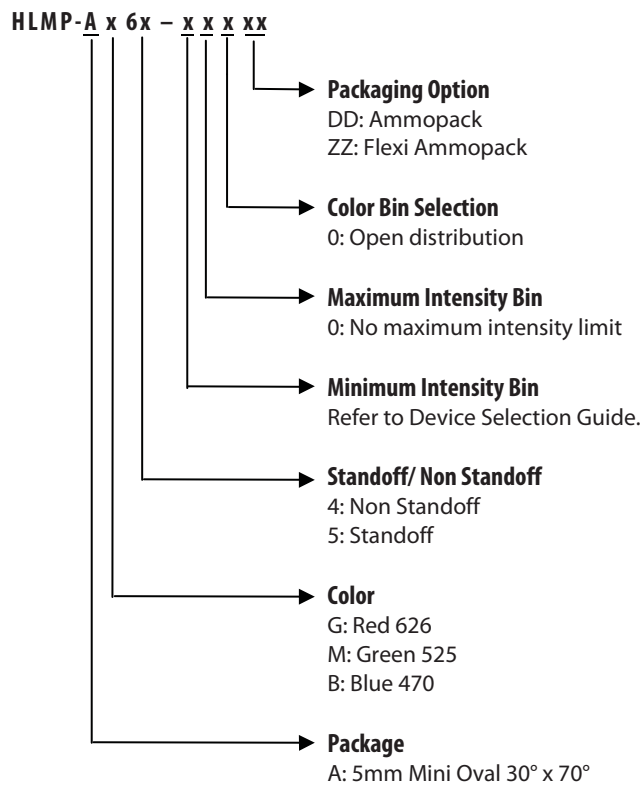 HLMP-A x 6x – x x x xx
Packaging Option
DD: Ammopack
ZZ: Flexi Ammopack
Color Bin Selection
0: Open distribution
Maximum Intensity Bin
0: No maximum intensity limit
Minimum Intensity Bin
Refer to Device Selection Guide.
Standoff/ Non Standoff
4: Non Standoff
5: Standoff
Color
G: Red 626
M: Green 525
B: Blue 470
Package
A: 5mm Mini Oval 30° x 70°